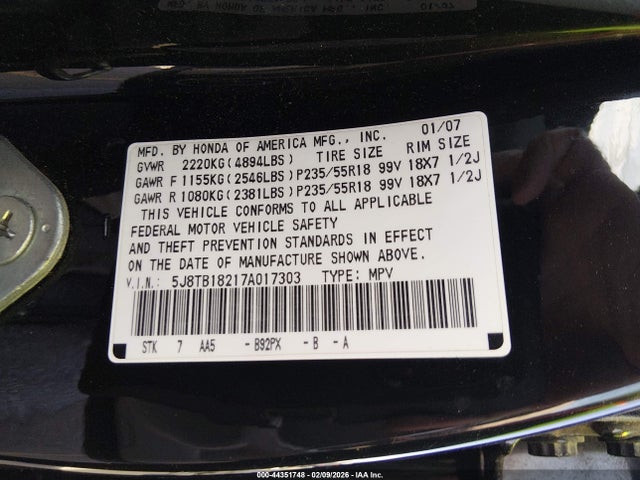 MFD. BY HONDA OF AMERICA MFG., INC. 01/07
GVWR 2220KG(4894LBS) TIRE SIZE RIM SIZE
GAWR F1155KG(2546LBS)P235/55R18 99V 18X7 1/2J
GAWR R1080KG(2381LBS)P235/55R18 99V 18X7 1/2J
THIS VEHICLE CONFORMS TO ALL APPLICABLE
FEDERAL MOTOR VEHICLE SAFETY
AND THEFT PREVENTION STANDARDS IN EFFECT
ON THE DATE OF MANUFACTURE SHOWN ABOVE.
V.I.N.: 5J8TB18217A017303 TYPE: MPV
STK 7 AA5 -B92PX -B -A
000-44351748 - 02/09/2026 - IAA Inc.